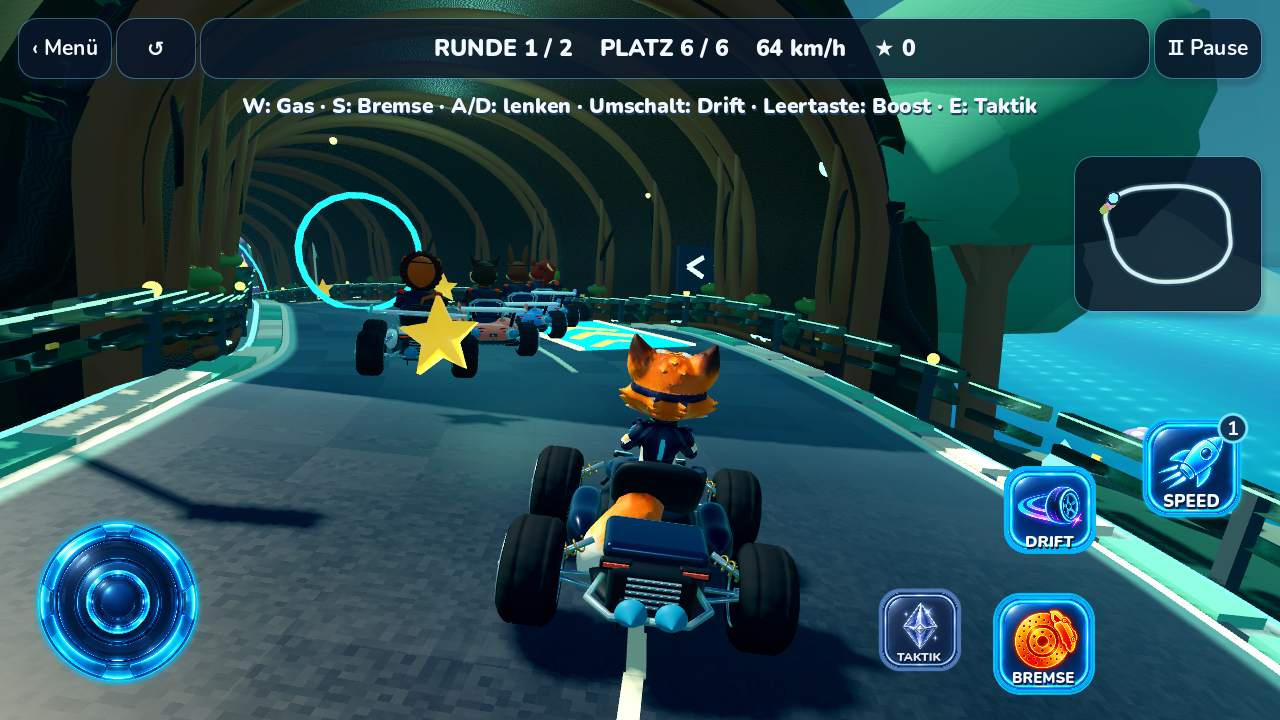 ‹ Menü
↺
RUNDE 1 / 2 PLATZ 6 / 6 64 km/h ★ 0
II Pause
W: Gas · S: Bremse · A/D: lenken · Umschalt: Drift · Leertaste: Boost · E: Taktik
<
1
SPEED
DRIFT
TAKTIK
BREMSE